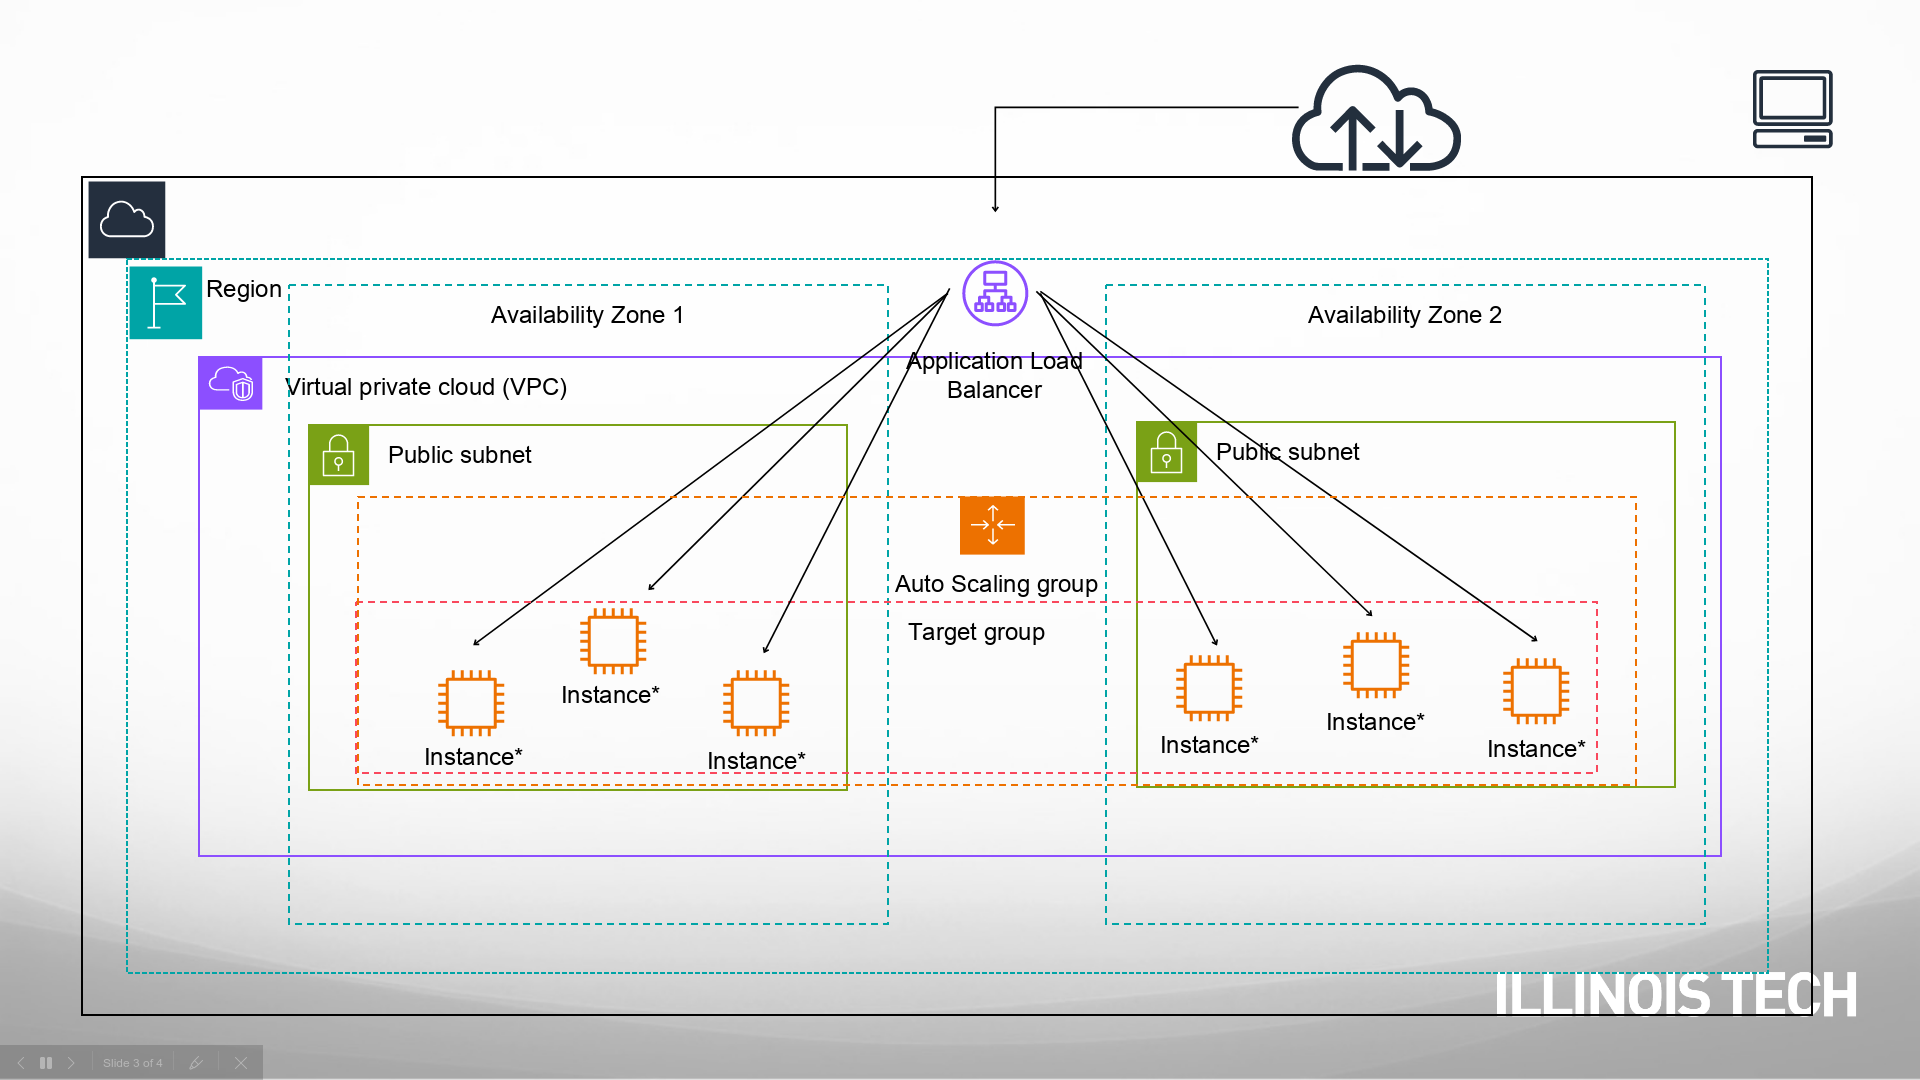 Region
Availability Zone 1
Availability Zone 2
Application Load
Balancer
Virtual private cloud (VPC)
Public subnet
Public subnet
Auto Scaling group
Target group
Instance*
Instance*
Instance*
Instance*
Instance*
Instance*
ILLINOIS TECH
Slide 3 of 4